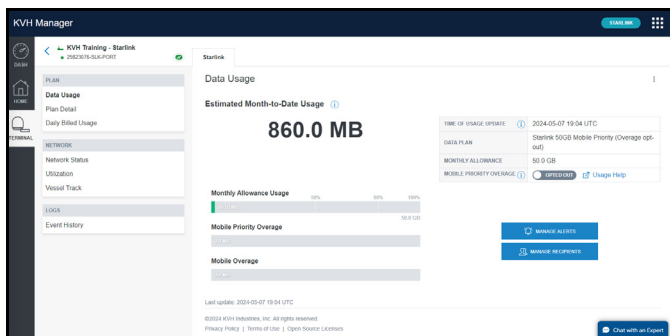 KVH Manager
STARLINK
DASH
HOME
TERMINAL
KVH Training - Starlink
25823076-SLK-PORT
PLAN
Data Usage
Plan Detail
Daily Billed Usage
NETWORK
Network Status
Utilization
Vessel Track
LOGS
Event History
Starlink
Data Usage
Estimated Month-to-Date Usage
860.0 MB
TIME OF USAGE UPDATE 2024-05-07 19:04 UTC
DATA PLAN Starlink 50GB Mobile Priority (Overage opt-
out)
MONTHLY ALLOWANCE 50.0 GB
MOBILE PRIORITY OVERAGE OPTED OUT Usage Help
Monthly Allowance Usage
50% 90% 100%
50.0 GB
Mobile Priority Overage
Mobile Overage
MANAGE ALERTS
MANAGE RECIPIENTS
Last update: 2024-05-07 19:04 UTC
©2024 KVH Industries, Inc. All rights reserved.
Privacy Policy | Terms of Use | Open Source Licenses
Chat with an Expert